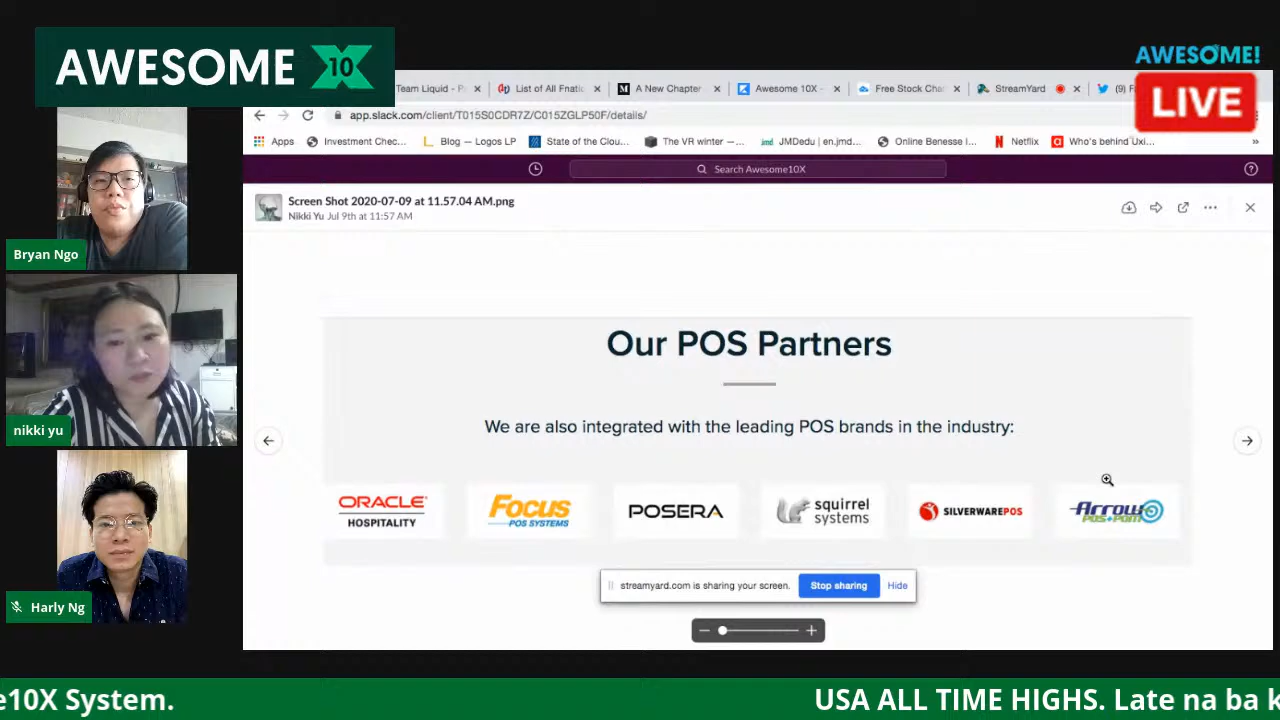 AWESOME 10X
AWESOME!
LIVE
Team Liquid - P
List of All Fnatic
A New Chapter
Awesome 10X -
Free Stock Cha
StreamYard
(9) F
app.slack.com/client/T015S0CDR7Z/C015ZGLP50F/details/
Apps
Investment Chec...
Blog — Logos LP
State of the Clou...
The VR winter —...
JMDedu | en.jmd...
Online Benesse I...
Netflix
Who's behind Uxi...
Search Awesome10X
Screen Shot 2020-07-09 at 11.57.04 AM.png
Nikki Yu Jul 9th at 11:57 AM
Bryan Ngo
nikki yu
Harly Ng
Our POS Partners
We are also integrated with the leading POS brands in the industry:
ORACLE
HOSPITALITY
Focus
POS SYSTEMS
POSERA
squirrel
systems
SILVERWAREPOS
Arrow
POS+POM
streamyard.com is sharing your screen.
Stop sharing
Hide
e10X System.
USA ALL TIME HIGHS. Late na ba k